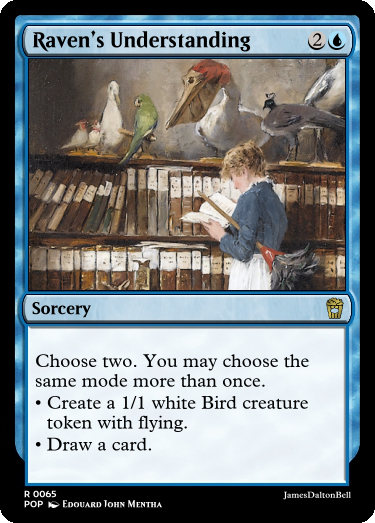 Raven's Understanding 2
Sorcery
Choose two. You may choose the
same mode more than once.
• Create a 1/1 white Bird creature
token with flying.
• Draw a card.
R 0065
POP Edouard John Mentha
JamesDaltonBell